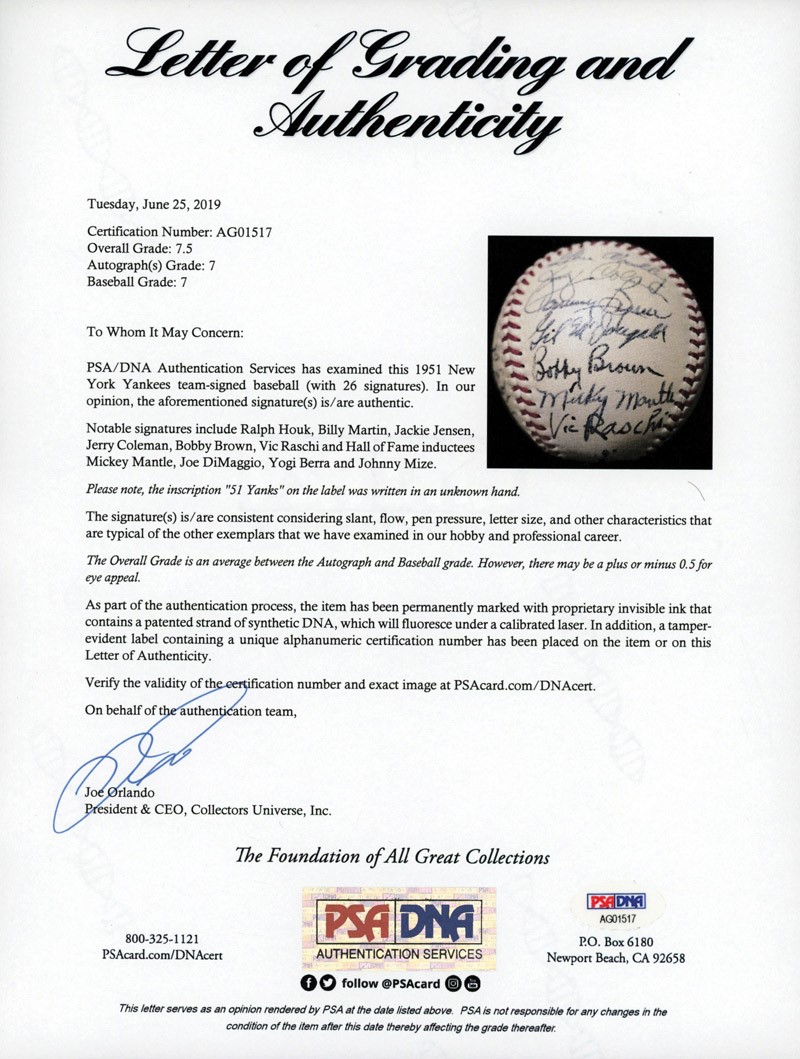 Letter of Grading and
Authenticity
Tuesday, June 25, 2019
Certification Number: AG01517
Overall Grade: 7.5
Autograph(s) Grade: 7
Baseball Grade: 7
To Whom It May Concern:
PSA/DNA Authentication Services has examined this 1951 New
York Yankees team-signed baseball (with 26 signatures). In our
opinion, the aforementioned signature(s) is/are authentic.
Notable signatures include Ralph Houk, Billy Martin, Jackie Jensen,
Jerry Coleman, Bobby Brown, Vic Raschi and Hall of Fame inductees
Mickey Mantle, Joe DiMaggio, Yogi Berra and Johnny Mize.
Gil McDougald
Bobby Brown
Mickey Mantle
Vic Raschi
Please note, the inscription "51 Yanks" on the label was written in an unknown hand.
The signature(s) is/are consistent considering slant, flow, pen pressure, letter size, and other characteristics that
are typical of the other exemplars that we have examined in our hobby and professional career.
The Overall Grade is an average between the Autograph and Baseball grade. However, there may be a plus or minus 0.5 for
eye appeal.
As part of the authentication process, the item has been permanently marked with proprietary invisible ink that
contains a patented strand of synthetic DNA, which will fluoresce under a calibrated laser. In addition, a tamper-
evident label containing a unique alphanumeric certification number has been placed on the item or on this
Letter of Authenticity.
Verify the validity of the certification number and exact image at PSAcard.com/DNAcert.
On behalf of the authentication team,
Joe Orlando
President & CEO, Collectors Universe, Inc.
The Foundation of All Great Collections
800-325-1121
PSAcard.com/DNAcert
PSA DNA
AUTHENTICATION SERVICES
follow @PSAcard
PSA DNA
AG01517
P.O. Box 6180
Newport Beach, CA 92658
This letter serves as an opinion rendered by PSA at the date listed above. PSA is not responsible for any changes in the
condition of the item after this date thereby affecting the grade thereafter.